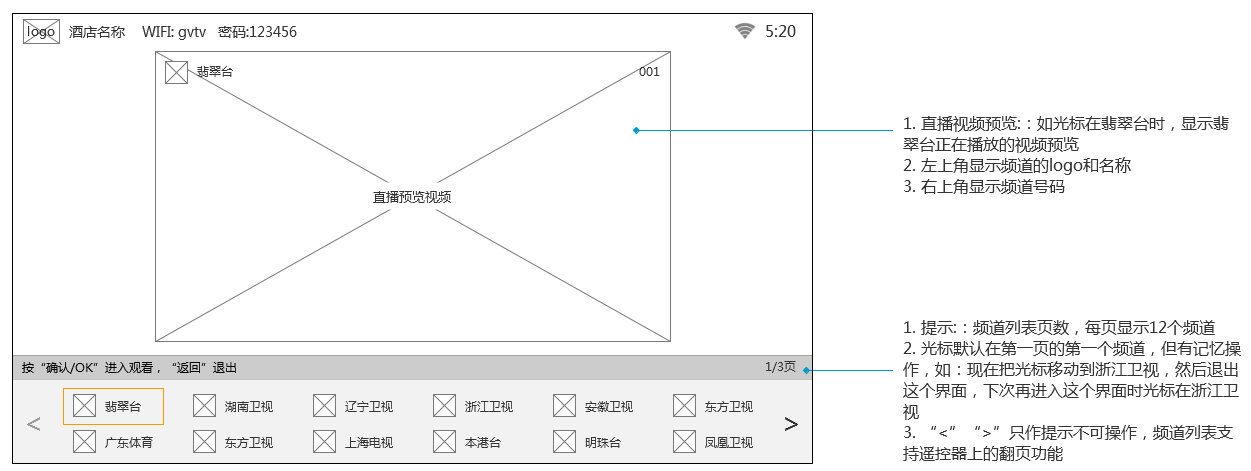 logo 酒店名称 WIFI: gvtv 密码:123456 5:20
翡翠台 001
直播预览视频
按“确认/OK”进入观看，“返回”退出 1/3页
< 翡翠台 湖南卫视 辽宁卫视 浙江卫视 安徽卫视 东方卫视 >
广东体育 东方卫视 上海电视 本港台 明珠台 凤凰卫视
1. 直播视频预览:：如光标在翡翠台时，显示翡
翠台正在播放的视频预览
2. 左上角显示频道的logo和名称
3. 右上角显示频道号码
1. 提示:：频道列表页数，每页显示12个频道
2. 光标默认在第一页的第一个频道，但有记忆操
作，如：现在把光标移动到浙江卫视，然后退出
这个界面，下次再进入这个界面时光标在浙江卫
视
3. “<” “>”只作提示不可操作，频道列表支
持遥控器上的翻页功能